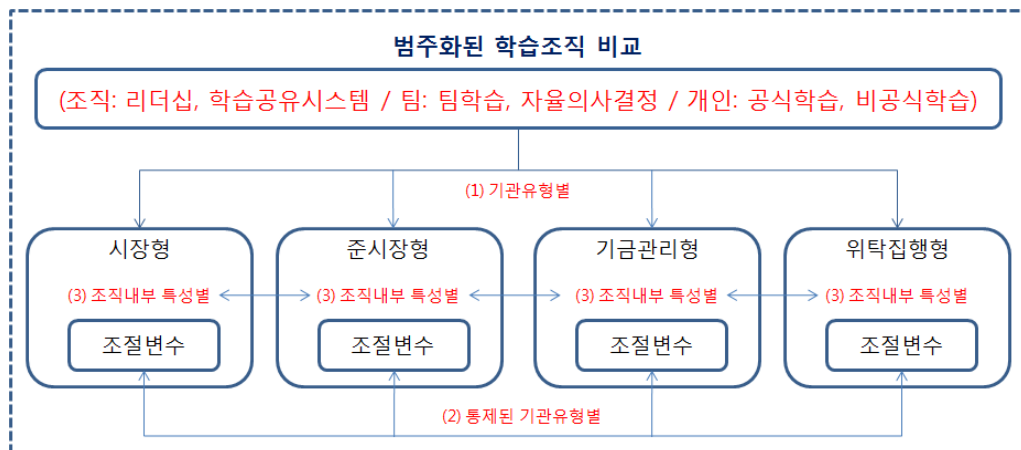 범주화된 학습조직 비교
(조직: 리더십, 학습공유시스템 / 팀: 팀학습, 자율의사결정 / 개인: 공식학습, 비공식학습)
(1) 기관유형별
시장형 준시장형 기금관리형 위탁집행형
(3) 조직내부 특성별 (3) 조직내부 특성별 (3) 조직내부 특성별 (3) 조직내부 특성별
조절변수 조절변수 조절변수 조절변수
(2) 통제된 기관유형별